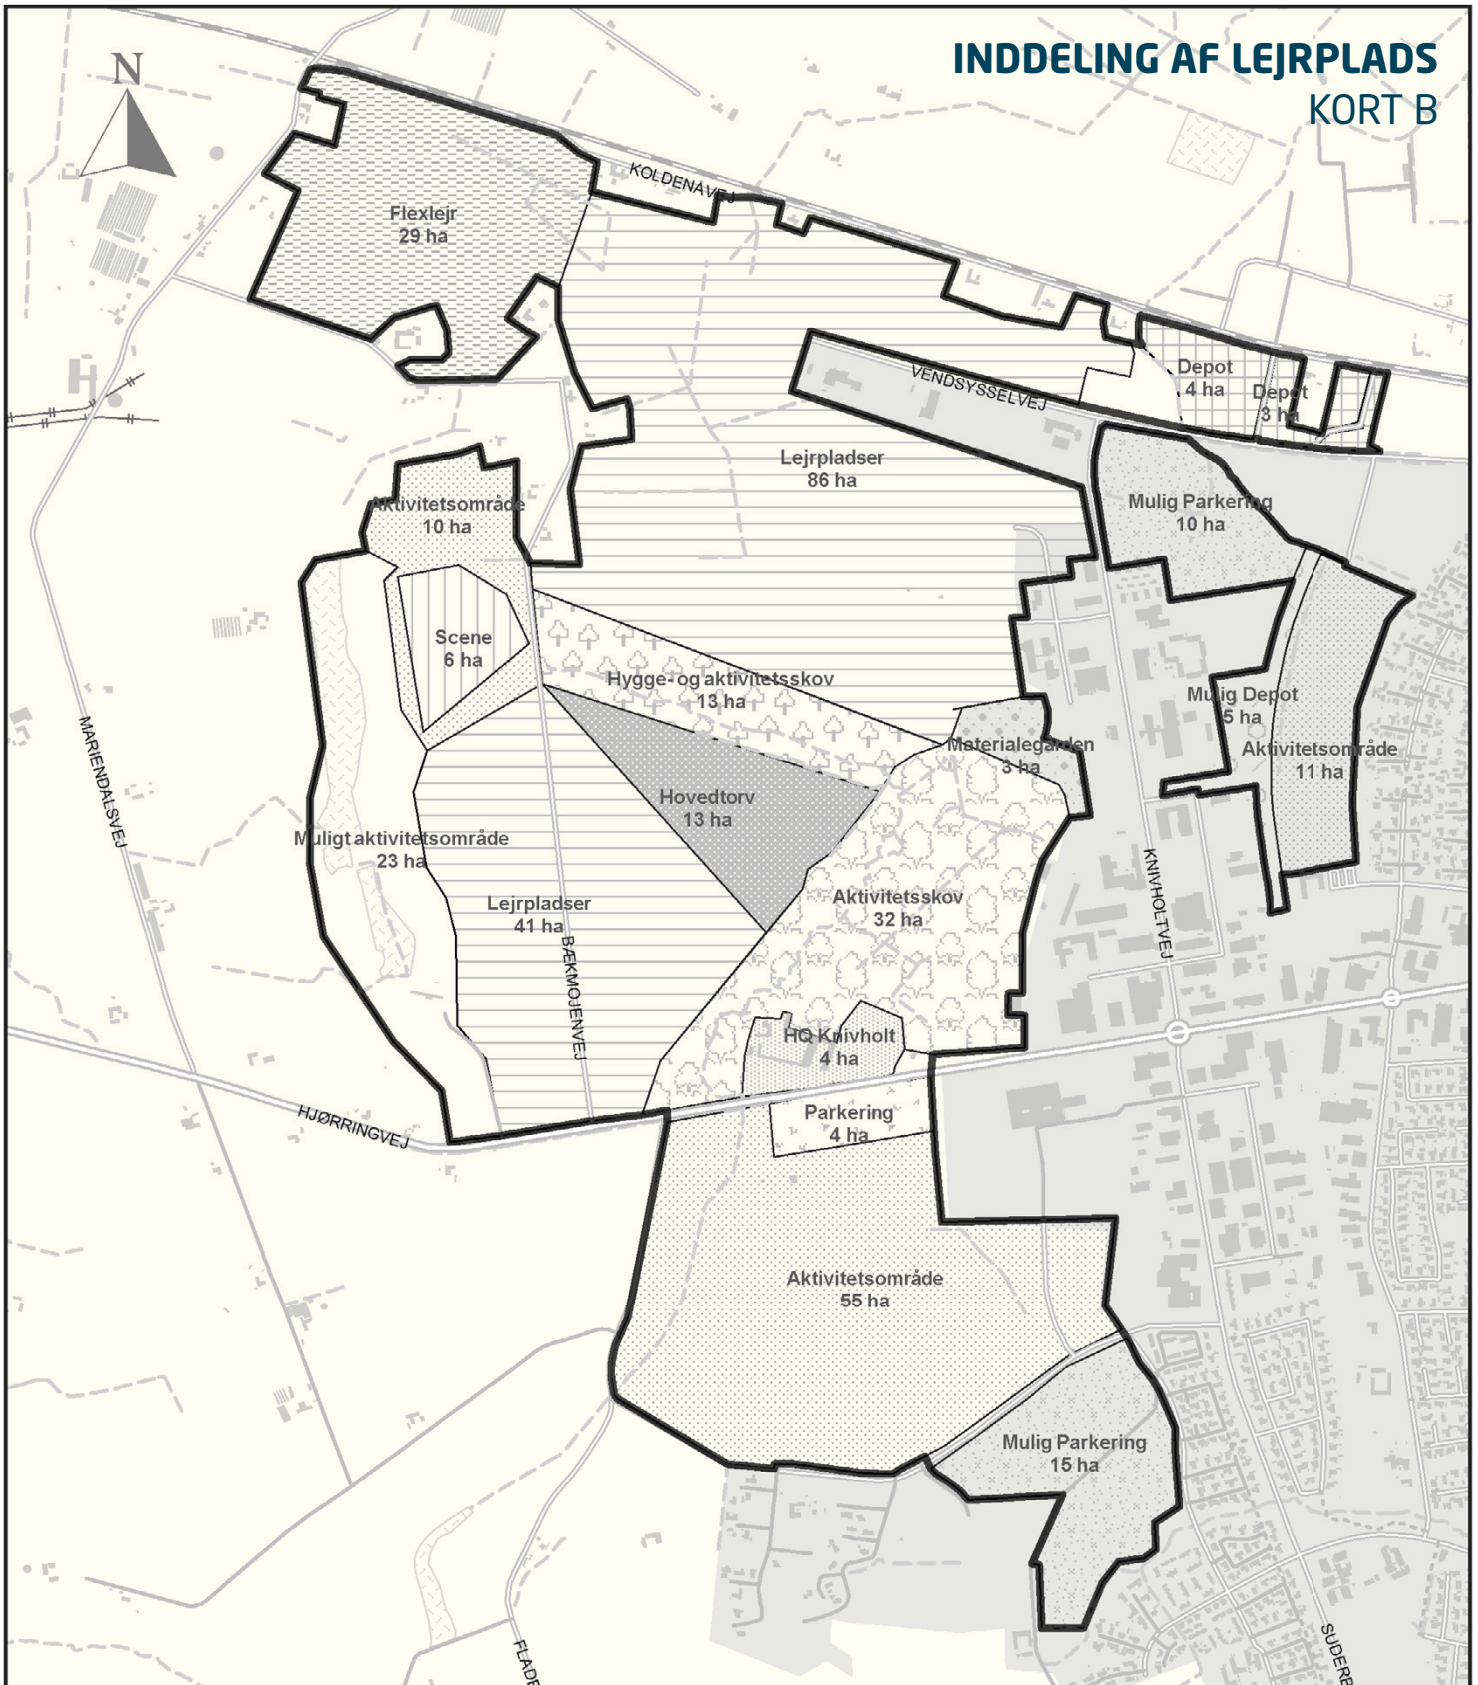 INDDELING AF LEJRPLADS
KORT B
N
KOLDENÅVEJ
Flexlejr
29 ha
VENDSYSSELVEJ
Depot
4 ha
Depot
3 ha
Lejrpladser
86 ha
Mulig Parkering
10 ha
Aktivitetsområde
10 ha
Scene
6 ha
Hygge- og aktivitetsskov
13 ha
Mulig Depot
5 ha
Materialegården
3 ha
Aktivitetsområde
11 ha
MARIENDALSVEJ
Hovedtorv
13 ha
Muligt aktivitetsområde
23 ha
Lejrpladser
41 ha
Aktivitetsskov
32 ha
KNIVHOLTVEJ
BÆKMOJENVEJ
HQ Knivholt
4 ha
HJØRRINGVEJ
Parkering
4 ha
Aktivitetsområde
55 ha
Mulig Parkering
15 ha